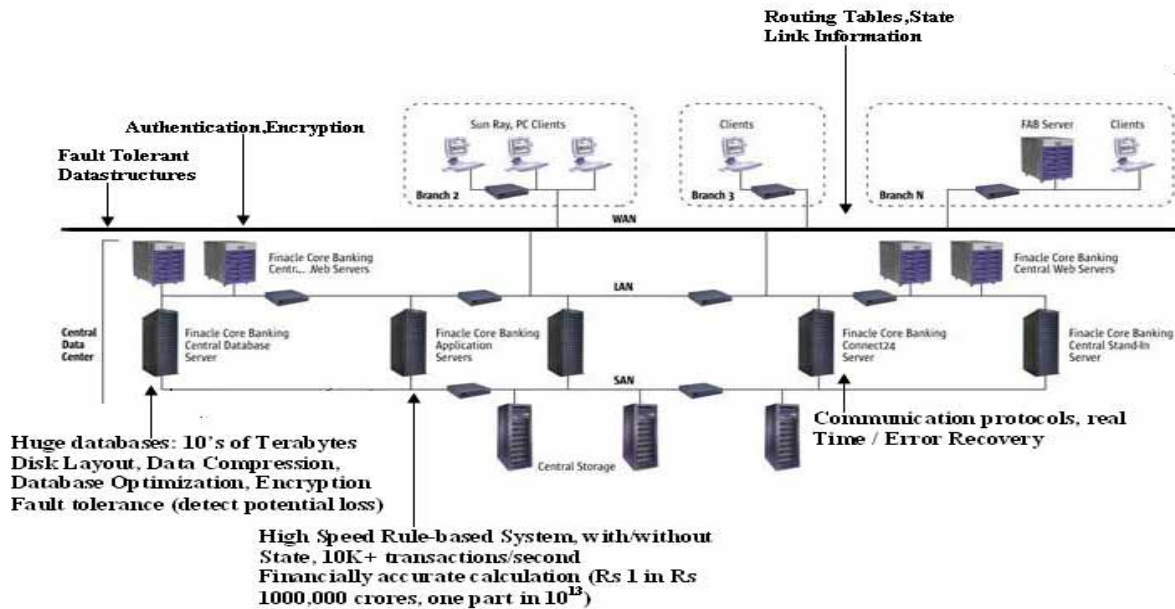 Routing Tables,State
Link Information
Authentication,Encryption
Fault Tolerant
Datastructures
Sun Ray, PC Clients
Branch 2
Clients
Branch 3
FAB Server
Clients
Branch N
WAN
Finacle Core Banking
Centr... Web Servers
Finacle Core Banking
Central Web Servers
LAN
Central
Data
Center
Finacle Core Banking
Central Database
Server
Finacle Core Banking
Application
Servers
Finacle Core Banking
Connect24
Server
Finacle Core Banking
Central Stand-In
Server
SAN
Central Storage
Huge databases: 10's of Terabytes
Disk Layout, Data Compression,
Database Optimization, Encryption
Fault tolerance (detect potential loss)
Communication protocols, real
Time / Error Recovery
High Speed Rule-based System, with/without
State, 10K+ transactions/second
Financially accurate calculation (Rs 1 in Rs
1000,000 crores, one part in 10¹³)